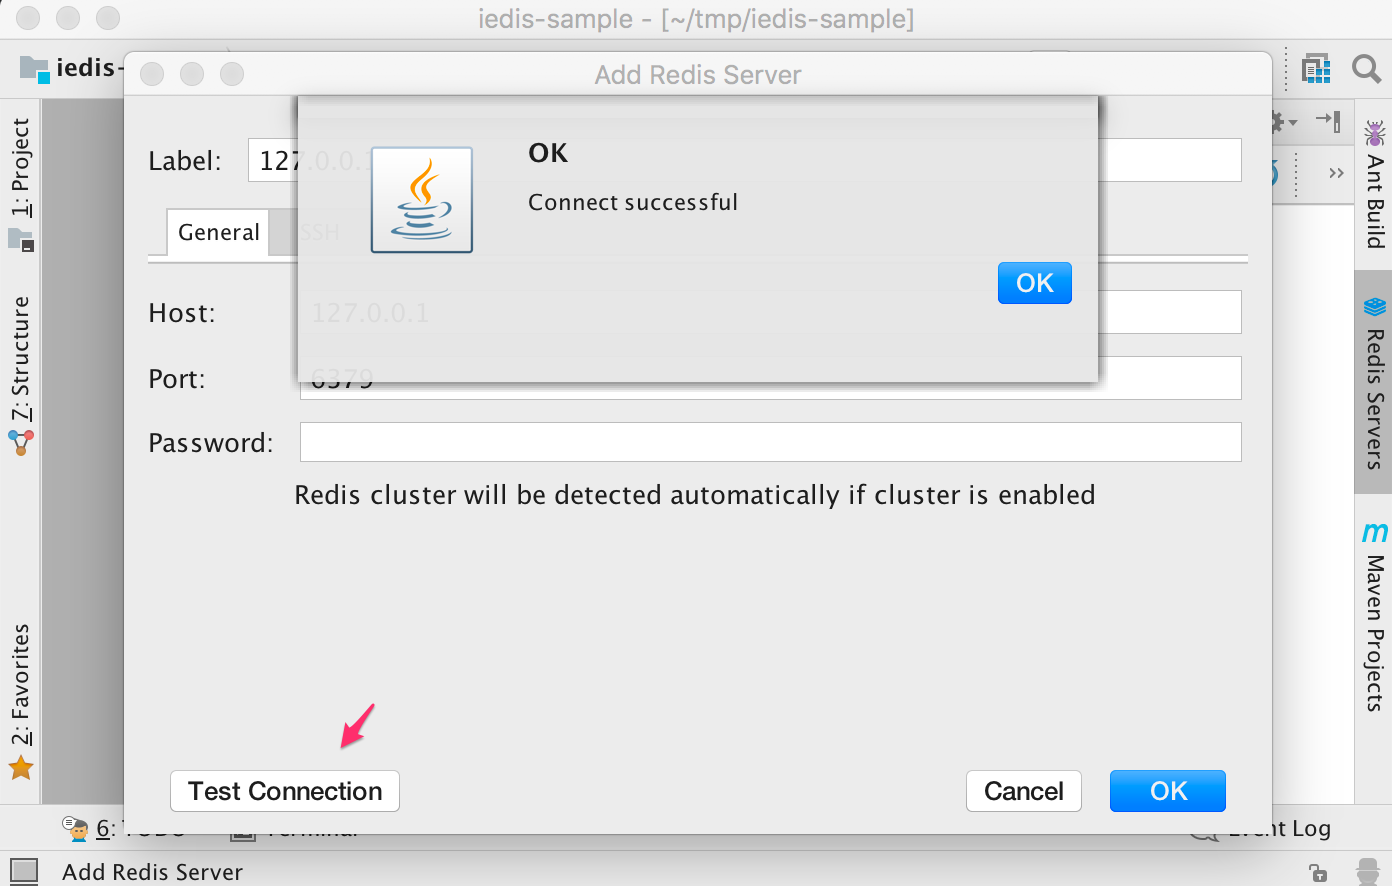 iedis-sample - [~/tmp/iedis-sample]
iedis-
Add Redis Server
1: Project
7: Structure
2: Favorites
Label:
127.0.0.1
General
SSH
Host:
127.0.0.1
Port:
6379
Password:
Redis cluster will be detected automatically if cluster is enabled
OK
Connect successful
OK
Test Connection
Cancel
OK
Ant Build
Redis Servers
m
Maven Projects
6: TODO
Terminal
Event Log
Add Redis Server